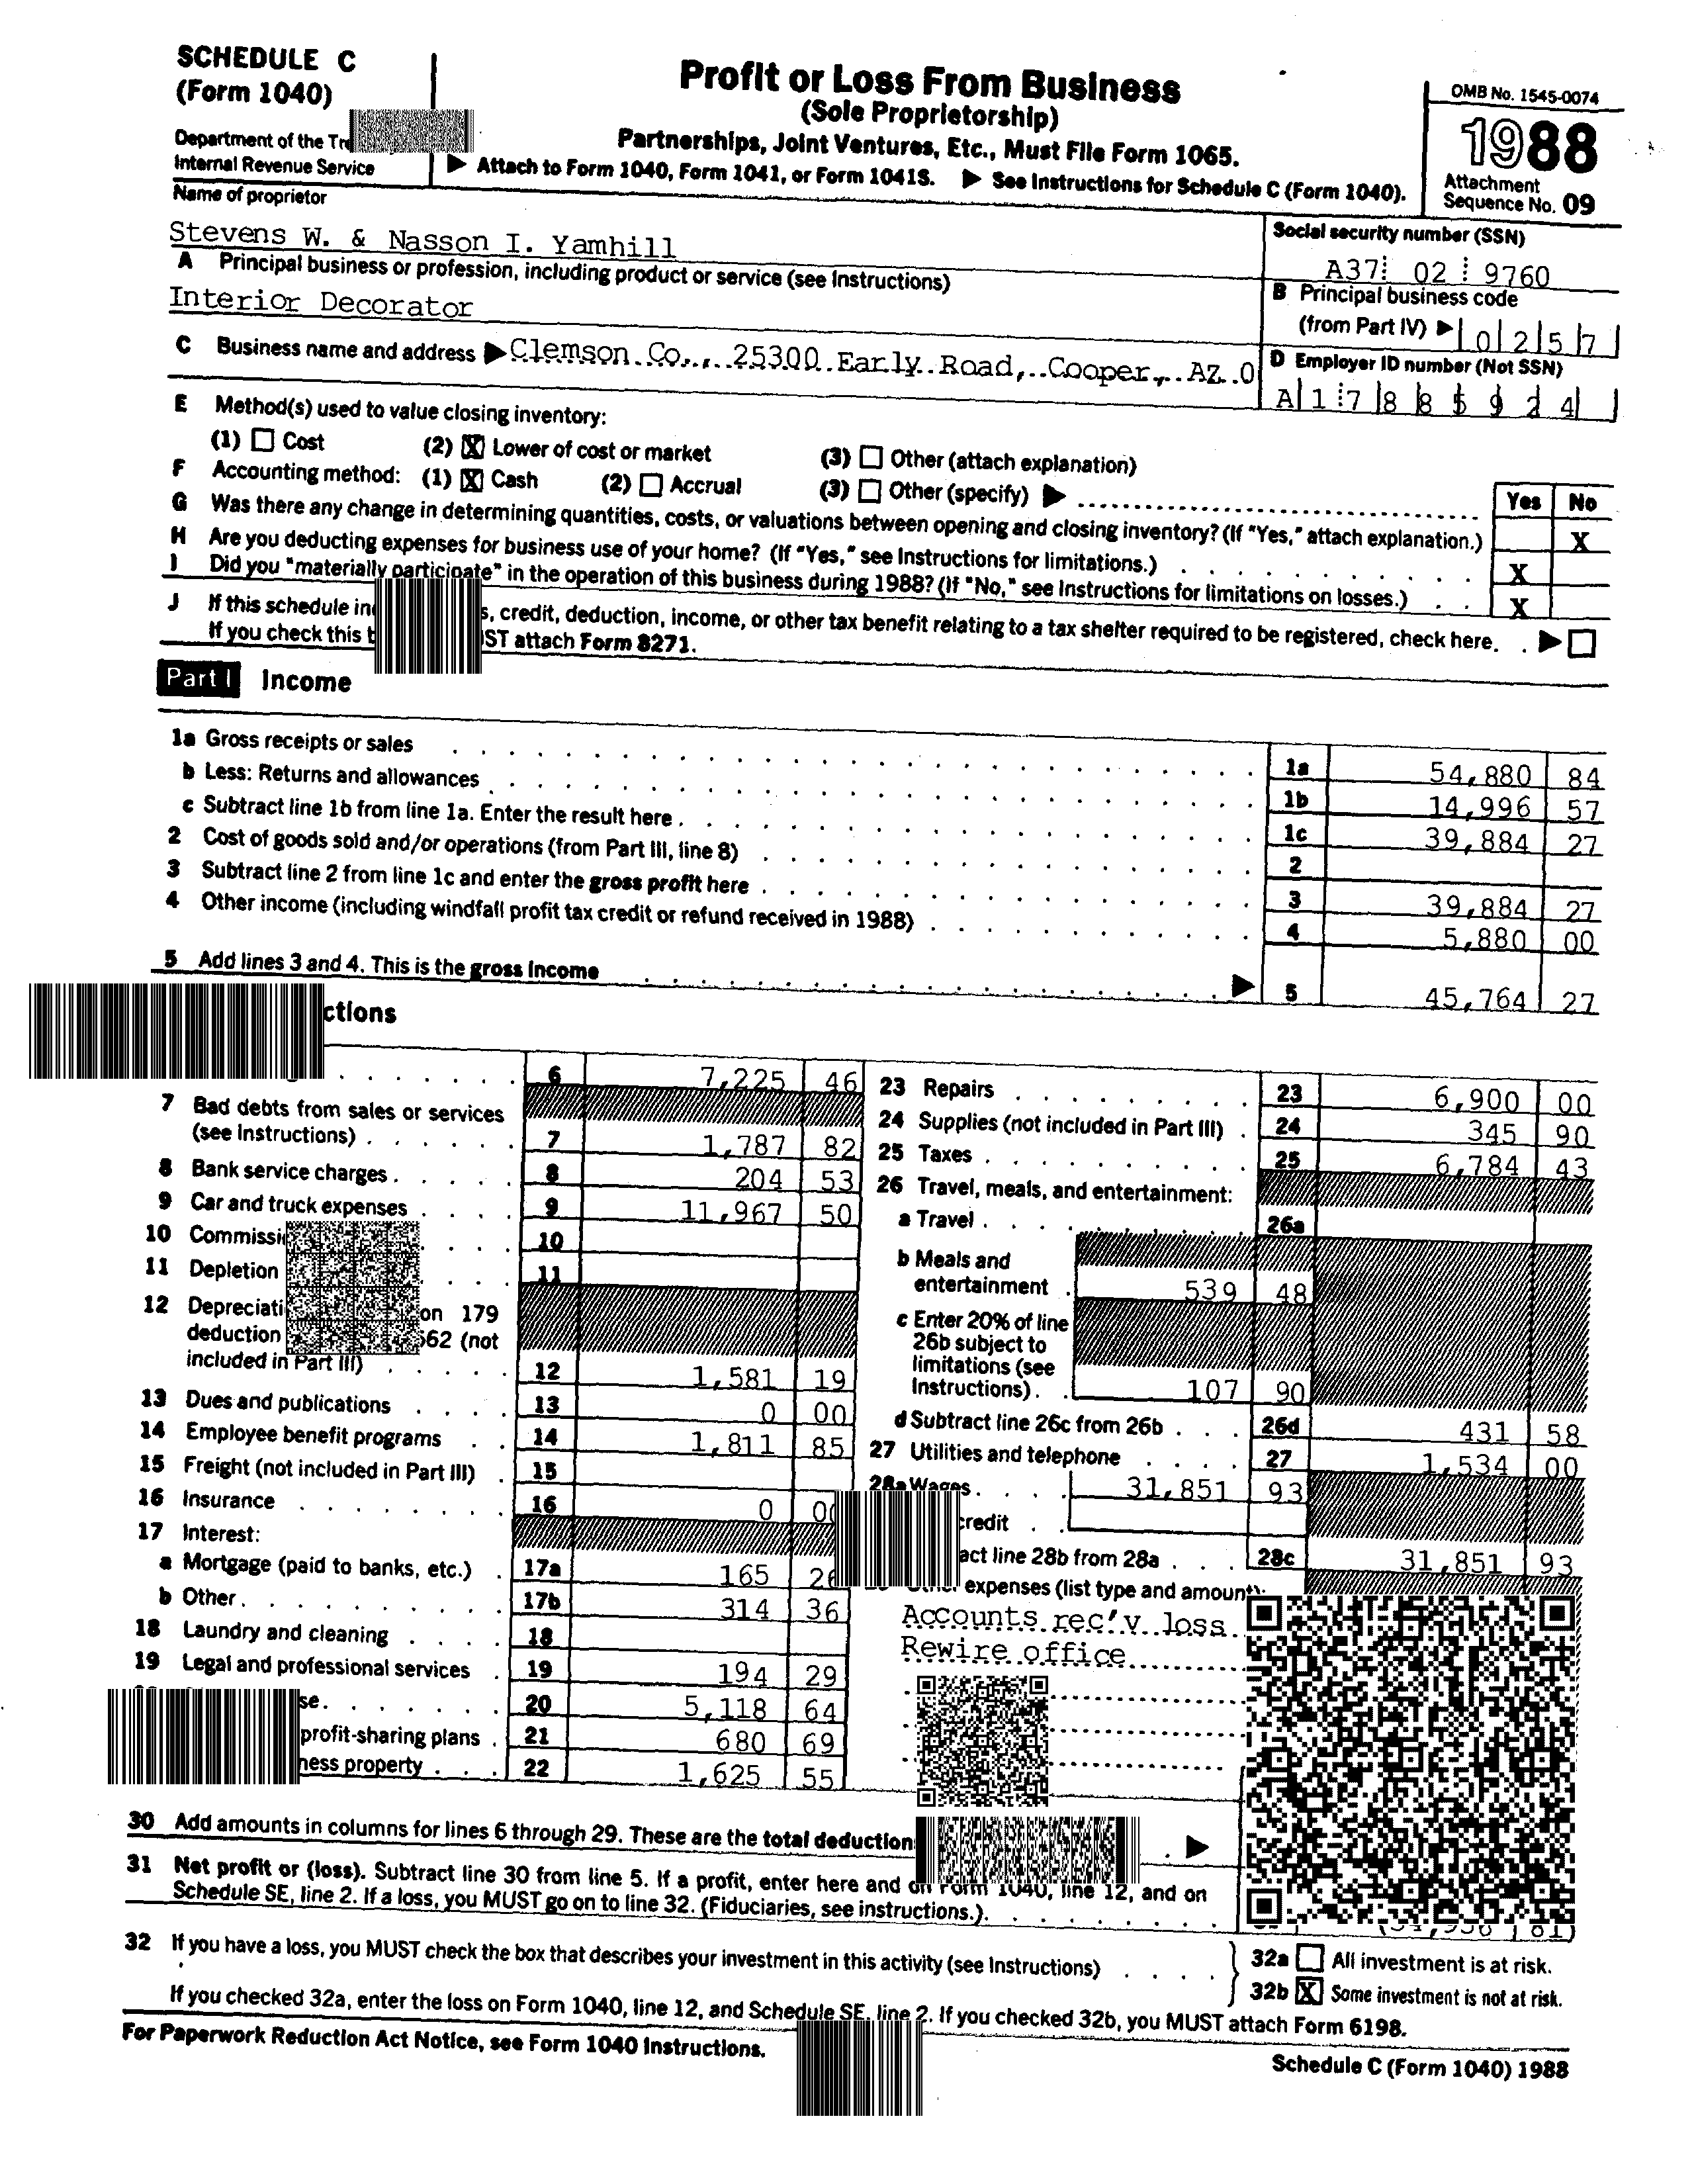 SCHEDULE C
(Form 1040)
Department of the
Internal Revenue Service
Profit or Loss From Business
(Sole Proprietorship)
Partnerships, Joint Ventures, Etc., Must File Form 1065.
▶ Attach to Form 1040, Form 1041, or Form 1041S. ▶ See Instructions for Schedule C (Form 1040).
OMB No. 1545-0074
1988
Attachment
Sequence No. 09
Name of proprietor
Stevens W. & Nasson I. Yamhill
Social security number (SSN)
A37 02 9760
A Principal business or profession, including product or service (see Instructions)
Interior Decorator
B Principal business code
(from Part IV) ▶ 0 2 5 7
C Business name and address ▶ Clemson Co., 25300 Early Road, Cooper, AZ 0
D Employer ID number (Not SSN)
A 1 7 8 8 5 9 2 4
E Method(s) used to value closing inventory:
(1) ☐ Cost (2) ☒ Lower of cost or market (3) ☐ Other (attach explanation)
F Accounting method: (1) ☒ Cash (2) ☐ Accrual (3) ☐ Other (specify) ▶
Yes No
G Was there any change in determining quantities, costs, or valuations between opening and closing inventory? (If "Yes," attach explanation.) X
H Are you deducting expenses for business use of your home? (If "Yes," see Instructions for limitations.) X
I Did you "materially participate" in the operation of this business during 1988? (If "No," see Instructions for limitations on losses.) X
J If this schedule credit, deduction, income, or other tax benefit relating to a tax shelter required to be registered, check here. ▶ ☐
If you check this attach Form 8271.
Part I Income
1a Gross receipts or sales 1a 54,880 84
b Less: Returns and allowances 1b 14,996 57
c Subtract line 1b from line 1a. Enter the result here 1c 39,884 27
2 Cost of goods sold and/or operations (from Part III, line 8) 2
3 Subtract line 2 from line 1c and enter the gross profit here 3 39,884 27
4 Other income (including windfall profit tax credit or refund received in 1988) 4 5,880 00
5 Add lines 3 and 4. This is the gross income ▶ 5 45,764 27
6 7,225 46
7 Bad debts from sales or services
(see Instructions) 7 1,787 82
8 Bank service charges 8 204 53
9 Car and truck expenses 9 11,967 50
10 10
11 Depletion 11
12 179
deduction (not
included in Part III) 12 1,581 19
13 Dues and publications 13 0 00
14 Employee benefit programs 14 1,811 85
15 Freight (not included in Part III) 15
16 Insurance 16 0
17 Interest:
a Mortgage (paid to banks, etc.) 17a 165
b Other 17b 314 36
18 Laundry and cleaning 18
19 Legal and professional services 19 194 29
20 5,118 64
profit-sharing plans 21 680 69
property 22 1,625 55
23 Repairs 23 6,900 00
24 Supplies (not included in Part III) 24 345 90
25 Taxes 25 6,784 43
26 Travel, meals, and entertainment:
a Travel 26a
b Meals and
entertainment 539 48
c Enter 20% of line
26b subject to
limitations (see
Instructions) 107 90
d Subtract line 26c from 26b 26d 431 58
27 Utilities and telephone 27 1,534 00
28a Wages 31,851 93
credit
line 28b from 28a 28c 31,851 93
expenses (list type and amount):
Accounts rec'v loss
Rewire office
30 Add amounts in columns for lines 6 through 29. These are the total ▶
31 Net profit or (loss). Subtract line 30 from line 5. If a profit, enter here and on Form 1040, line 12, and on
Schedule SE, line 2. If a loss, you MUST go on to line 32. (Fiduciaries, see instructions.)
32 If you have a loss, you MUST check the box that describes your investment in this activity (see Instructions)
32a ☐ All investment is at risk.
32b ☒ Some investment is not at risk.
If you checked 32a, enter the loss on Form 1040, line 12, and Schedule SE, line 2. If you checked 32b, you MUST attach Form 6198.
For Paperwork Reduction Act Notice, see Form 1040 Instructions.
Schedule C (Form 1040) 1988